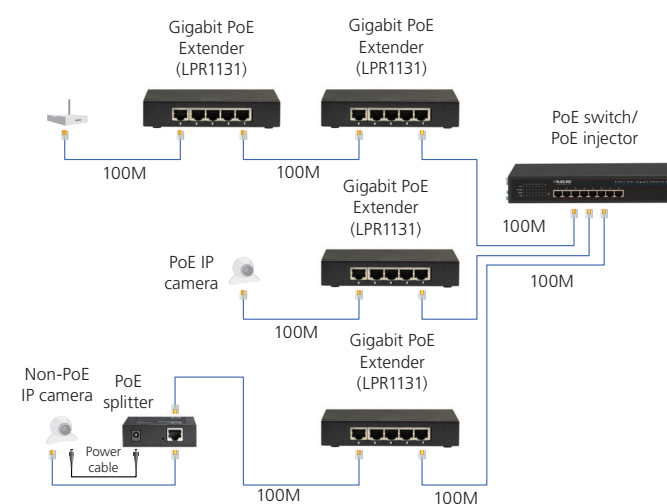 Gigabit PoE
Extender
(LPR1131)
Gigabit PoE
Extender
(LPR1131)
PoE switch/
PoE injector
100M
100M
Gigabit PoE
Extender
(LPR1131)
100M
PoE IP
camera
100M
100M
Gigabit PoE
Extender
(LPR1131)
Non-PoE
IP camera
PoE
splitter
Power
cable
100M
100M